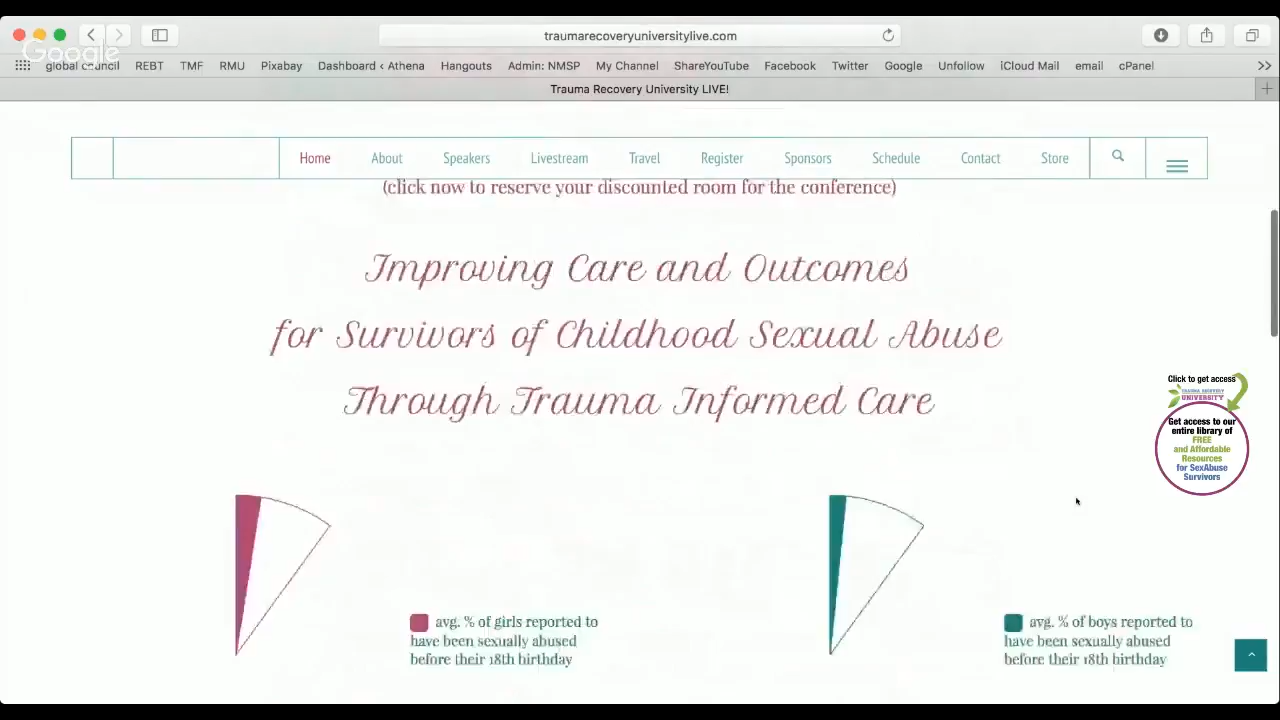 traumarecoveryuniversitylive.com
Google
global council REBT TMF RMU Pixabay Dashboard ‹ Athena Hangouts Admin: NMSP My Channel ShareYouTube Facebook Twitter Google Unfollow iCloud Mail email cPanel
Trauma Recovery University LIVE!
Home About Speakers Livestream Travel Register Sponsors Schedule Contact Store
(click now to reserve your discounted room for the conference)
Improving Care and Outcomes
for Survivors of Childhood Sexual Abuse
Through Trauma Informed Care
Click to get access
TRAUMA RECOVERY
UNIVERSITY
Get access to our
entire library of
FREE
and Affordable
Resources
for SexAbuse
Survivors
avg. % of girls reported to
have been sexually abused
before their 18th birthday
avg. % of boys reported to
have been sexually abused
before their 18th birthday